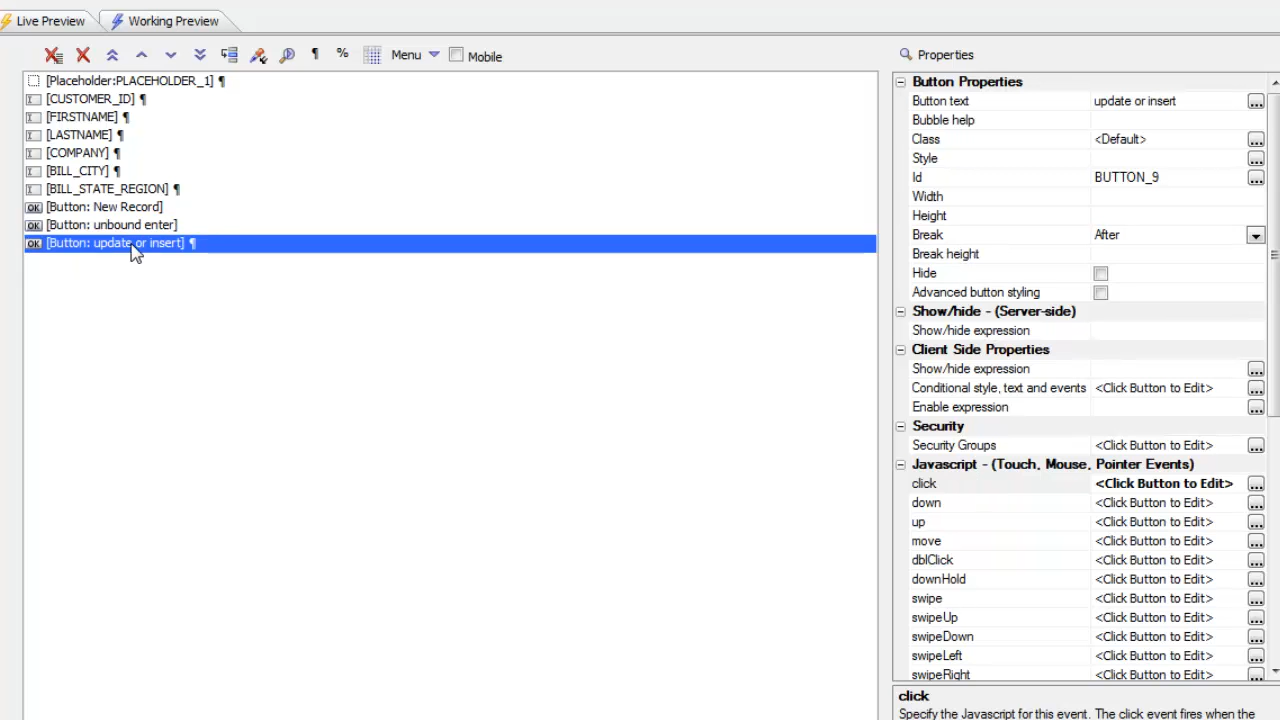 Live Preview Working Preview
¶ % Menu Mobile
[Placeholder:PLACEHOLDER_1] ¶
[CUSTOMER_ID] ¶
[FIRSTNAME] ¶
[LASTNAME] ¶
[COMPANY] ¶
[BILL_CITY] ¶
[BILL_STATE_REGION] ¶
OK [Button: New Record]
OK [Button: unbound enter]
OK [Button: update or insert] ¶
Properties
Button Properties
Button text update or insert ...
Bubble help
Class <Default> ...
Style ...
Id BUTTON_9 ...
Width
Height
Break After
Break height
Hide
Advanced button styling
Show/hide - (Server-side)
Show/hide expression
Client Side Properties
Show/hide expression ...
Conditional style, text and events <Click Button to Edit> ...
Enable expression ...
Security
Security Groups <Click Button to Edit> ...
Javascript - (Touch, Mouse, Pointer Events)
click <Click Button to Edit> ...
down <Click Button to Edit> ...
up <Click Button to Edit> ...
move <Click Button to Edit> ...
dblClick <Click Button to Edit> ...
downHold <Click Button to Edit> ...
swipe <Click Button to Edit> ...
swipeUp <Click Button to Edit> ...
swipeDown <Click Button to Edit> ...
swipeLeft <Click Button to Edit> ...
swipeRight <Click Button to Edit> ...
click
Specify the Javascript for this event. The click event fires when the